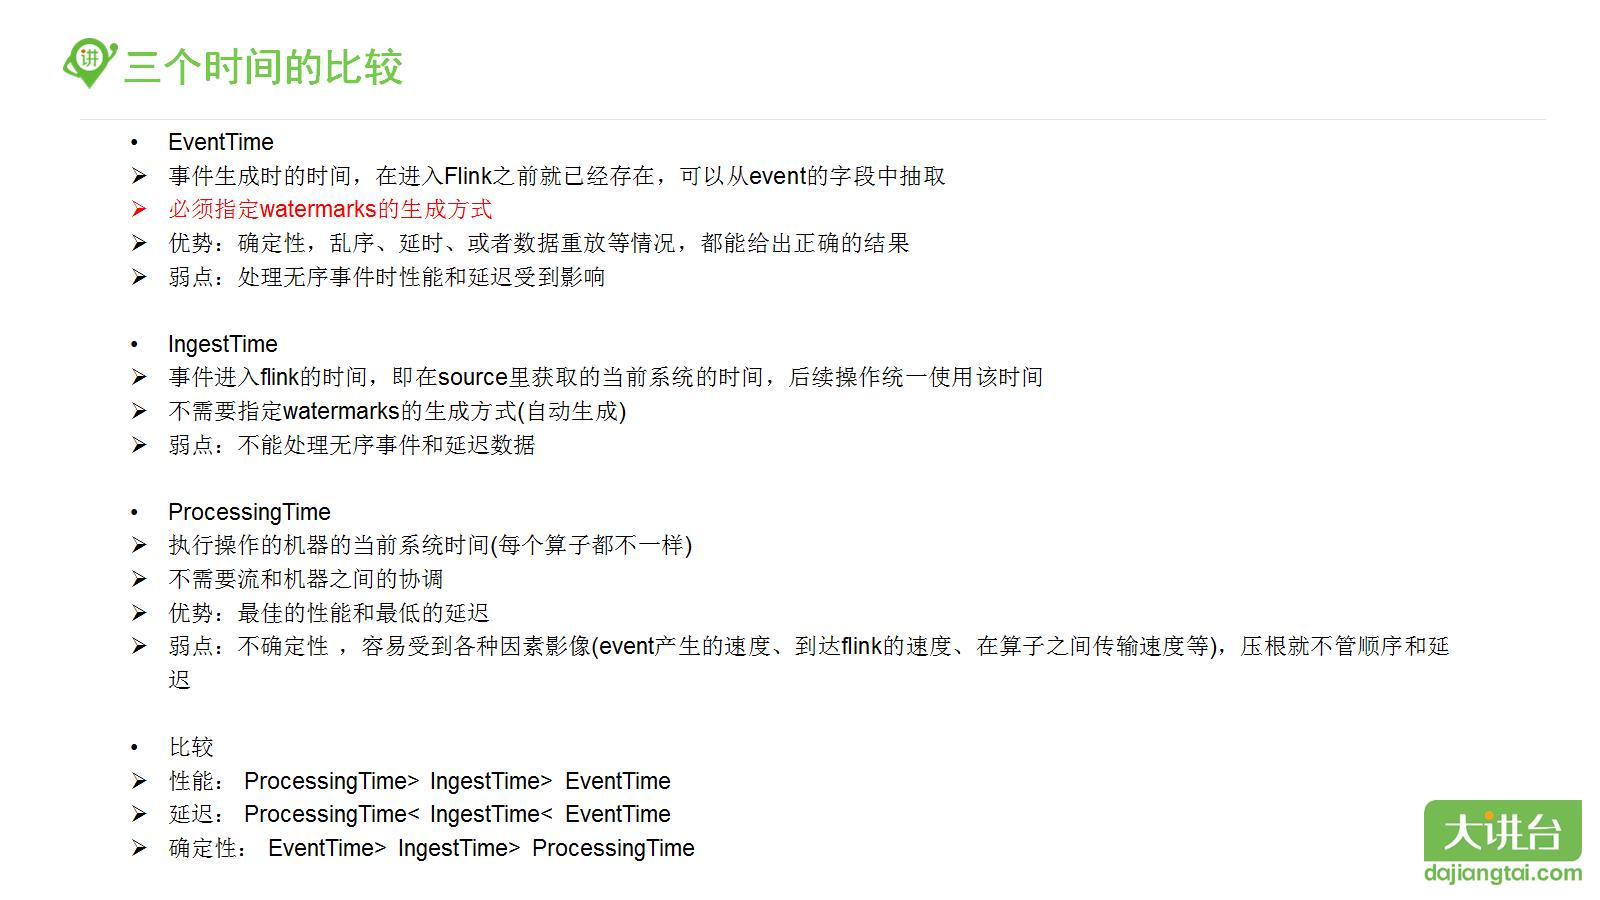 讲
三个时间的比较
• EventTime
➢ 事件生成时的时间，在进入Flink之前就已经存在，可以从event的字段中抽取
➢ 必须指定watermarks的生成方式
➢ 优势：确定性，乱序、延时、或者数据重放等情况，都能给出正确的结果
➢ 弱点：处理无序事件时性能和延迟受到影响
• IngestTime
➢ 事件进入flink的时间，即在source里获取的当前系统的时间，后续操作统一使用该时间
➢ 不需要指定watermarks的生成方式(自动生成)
➢ 弱点：不能处理无序事件和延迟数据
• ProcessingTime
➢ 执行操作的机器的当前系统时间(每个算子都不一样)
➢ 不需要流和机器之间的协调
➢ 优势：最佳的性能和最低的延迟
➢ 弱点：不确定性 ，容易受到各种因素影像(event产生的速度、到达flink的速度、在算子之间传输速度等)，压根就不管顺序和延
迟
• 比较
➢ 性能： ProcessingTime> IngestTime> EventTime
➢ 延迟： ProcessingTime< IngestTime< EventTime
➢ 确定性： EventTime> IngestTime> ProcessingTime
大讲台
dajiangtai.com